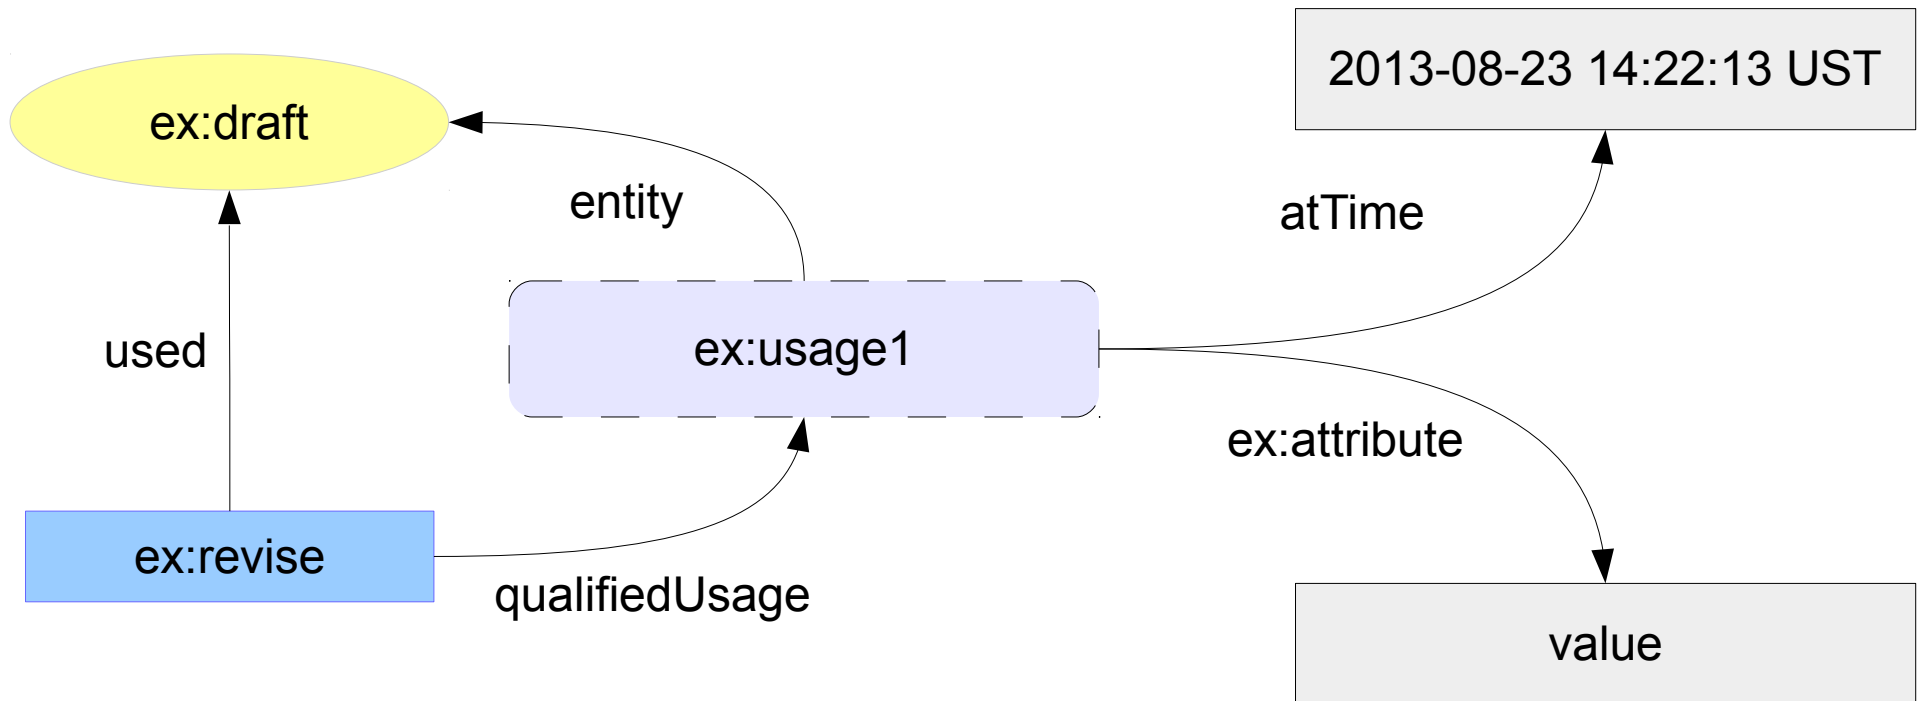 2013-08-23 14:22:13 UST
ex:draft
entity
atTime
used
ex:usage1
ex:attribute
ex:revise
qualifiedUsage
value